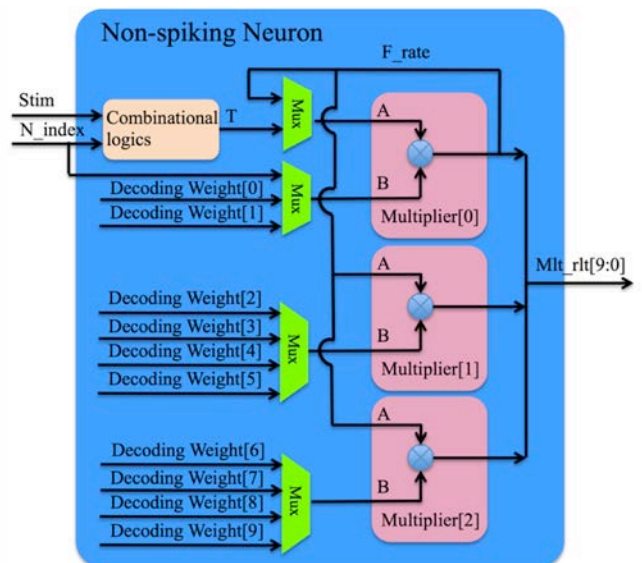 Non-spiking Neuron
F_rate
Stim
N_index
Combinational
logics
T
Mux
A
B
Multiplier[0]
Mux
Decoding Weight[0]
Decoding Weight[1]
Mlt_rlt[9:0]
A
B
Multiplier[1]
Decoding Weight[2]
Decoding Weight[3]
Decoding Weight[4]
Decoding Weight[5]
Mux
A
B
Multiplier[2]
Decoding Weight[6]
Decoding Weight[7]
Decoding Weight[8]
Decoding Weight[9]
Mux